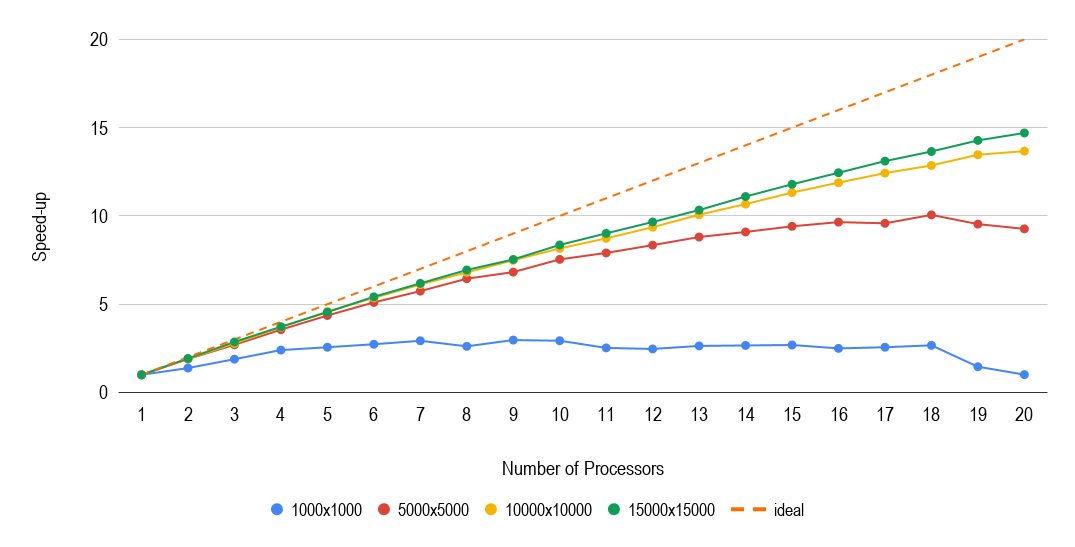 20
15
10
5
0
Speed-up
1 2 3 4 5 6 7 8 9 10 11 12 13 14 15 16 17 18 19 20
Number of Processors
1000x1000 5000x5000 10000x10000 15000x15000 ideal